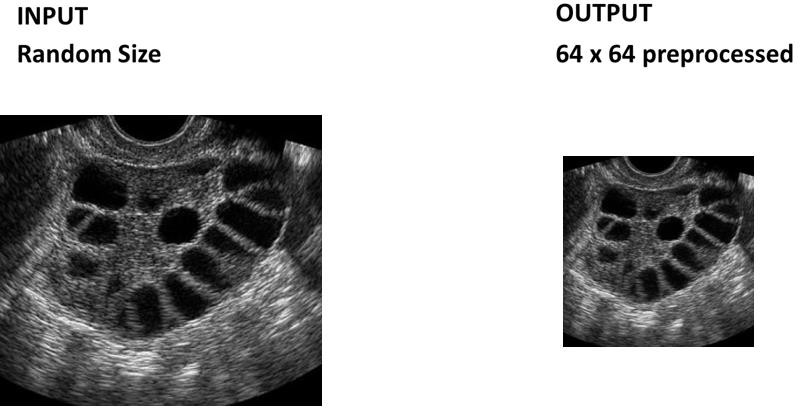 INPUT
Random Size
OUTPUT
64 x 64 preprocessed